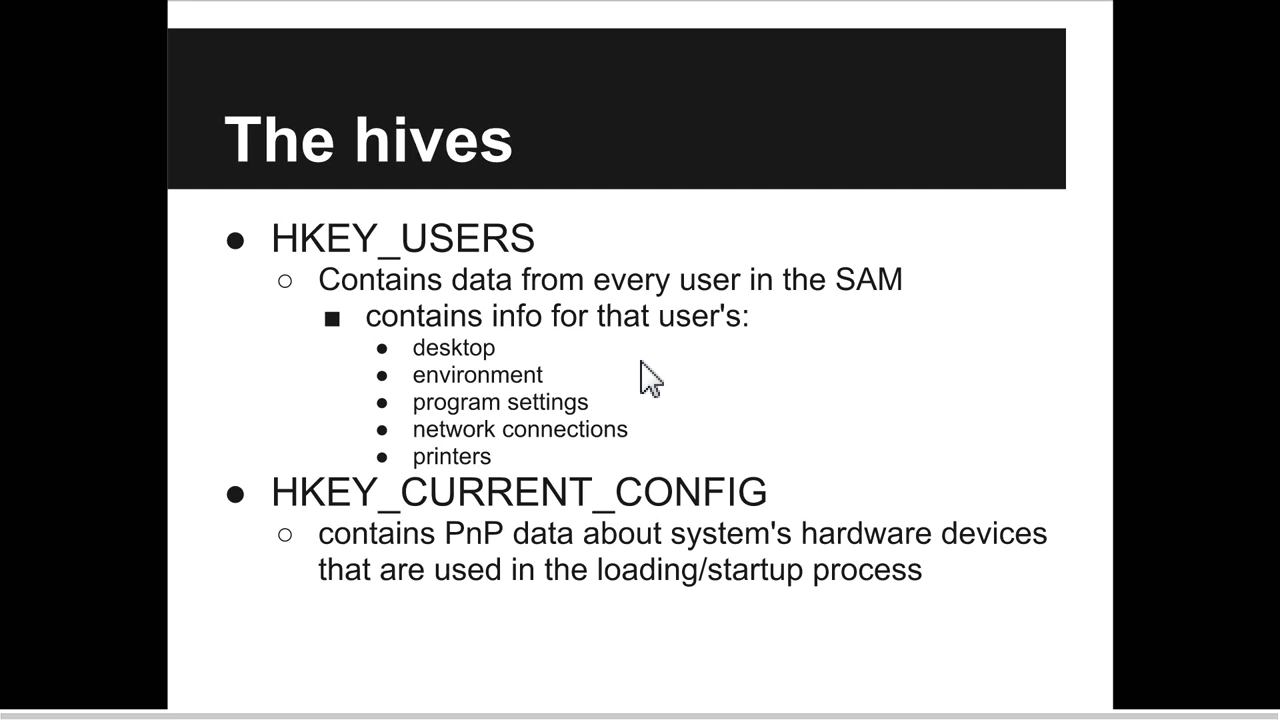 The hives
● HKEY_USERS
○ Contains data from every user in the SAM
■ contains info for that user's:
● desktop
● environment
● program settings
● network connections
● printers
● HKEY_CURRENT_CONFIG
○ contains PnP data about system's hardware devices
that are used in the loading/startup process